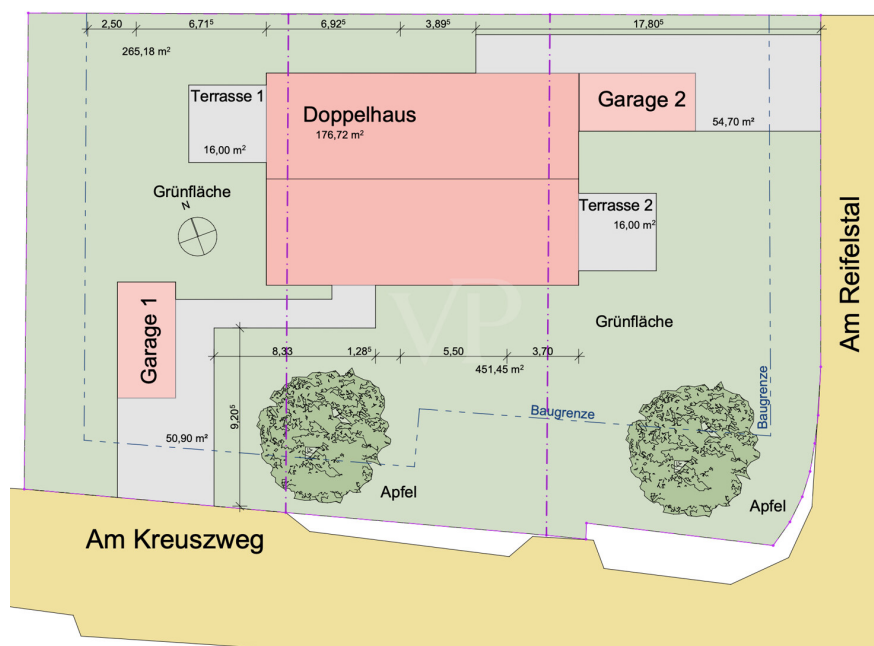 2,50 6,71⁵ 6,92⁵ 3,89⁵ 17,80⁵
265,18 m²
Terrasse 1
16,00 m²
Doppelhaus
176,72 m²
Garage 2
54,70 m²
Grünfläche
N
Terrasse 2
16,00 m²
Am Reifelstal
VP
Garage 1
Grünfläche
8,33 1,28⁵ 5,50 3,70
451,45 m²
9,20⁵
Baugrenze
Baugrenze
50,90 m²
Apfel
Apfel
Am Kreuszweg